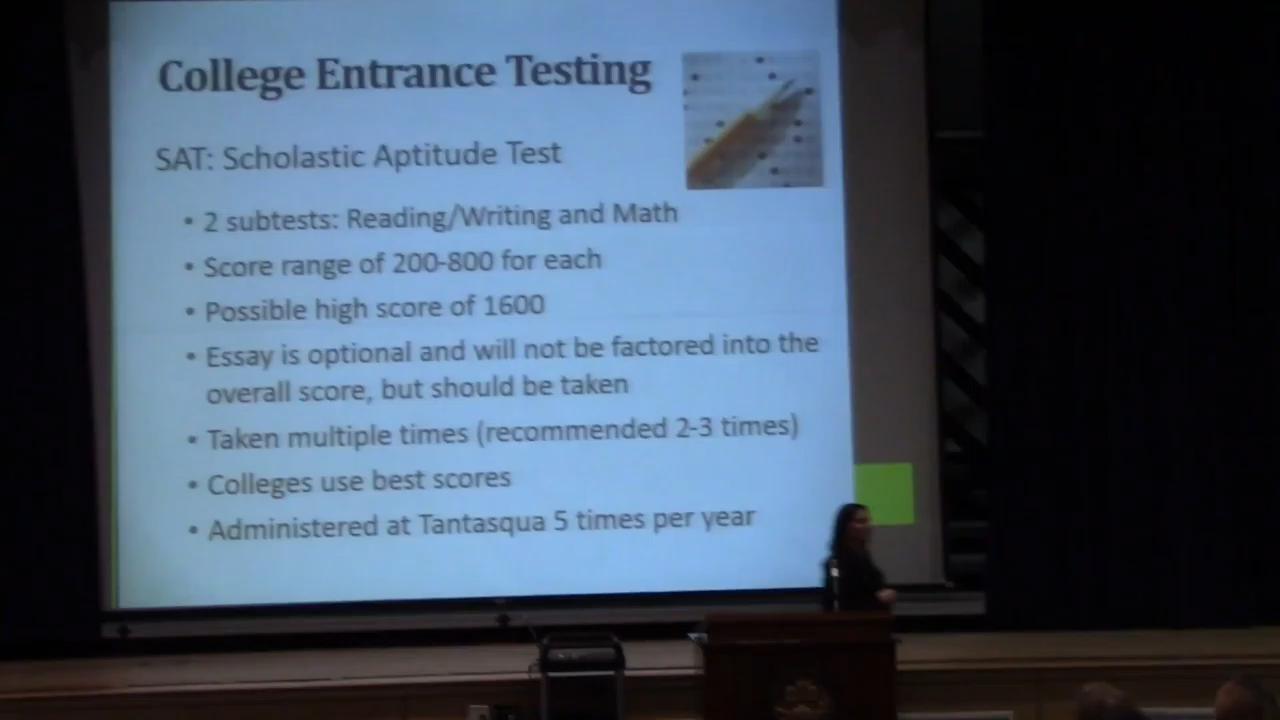 College Entrance Testing
SAT: Scholastic Aptitude Test
• 2 subtests: Reading/Writing and Math
• Score range of 200-800 for each
• Possible high score of 1600
• Essay is optional and will not be factored into the
overall score, but should be taken
• Taken multiple times (recommended 2-3 times)
• Colleges use best scores
• Administered at Tantasqua 5 times per year